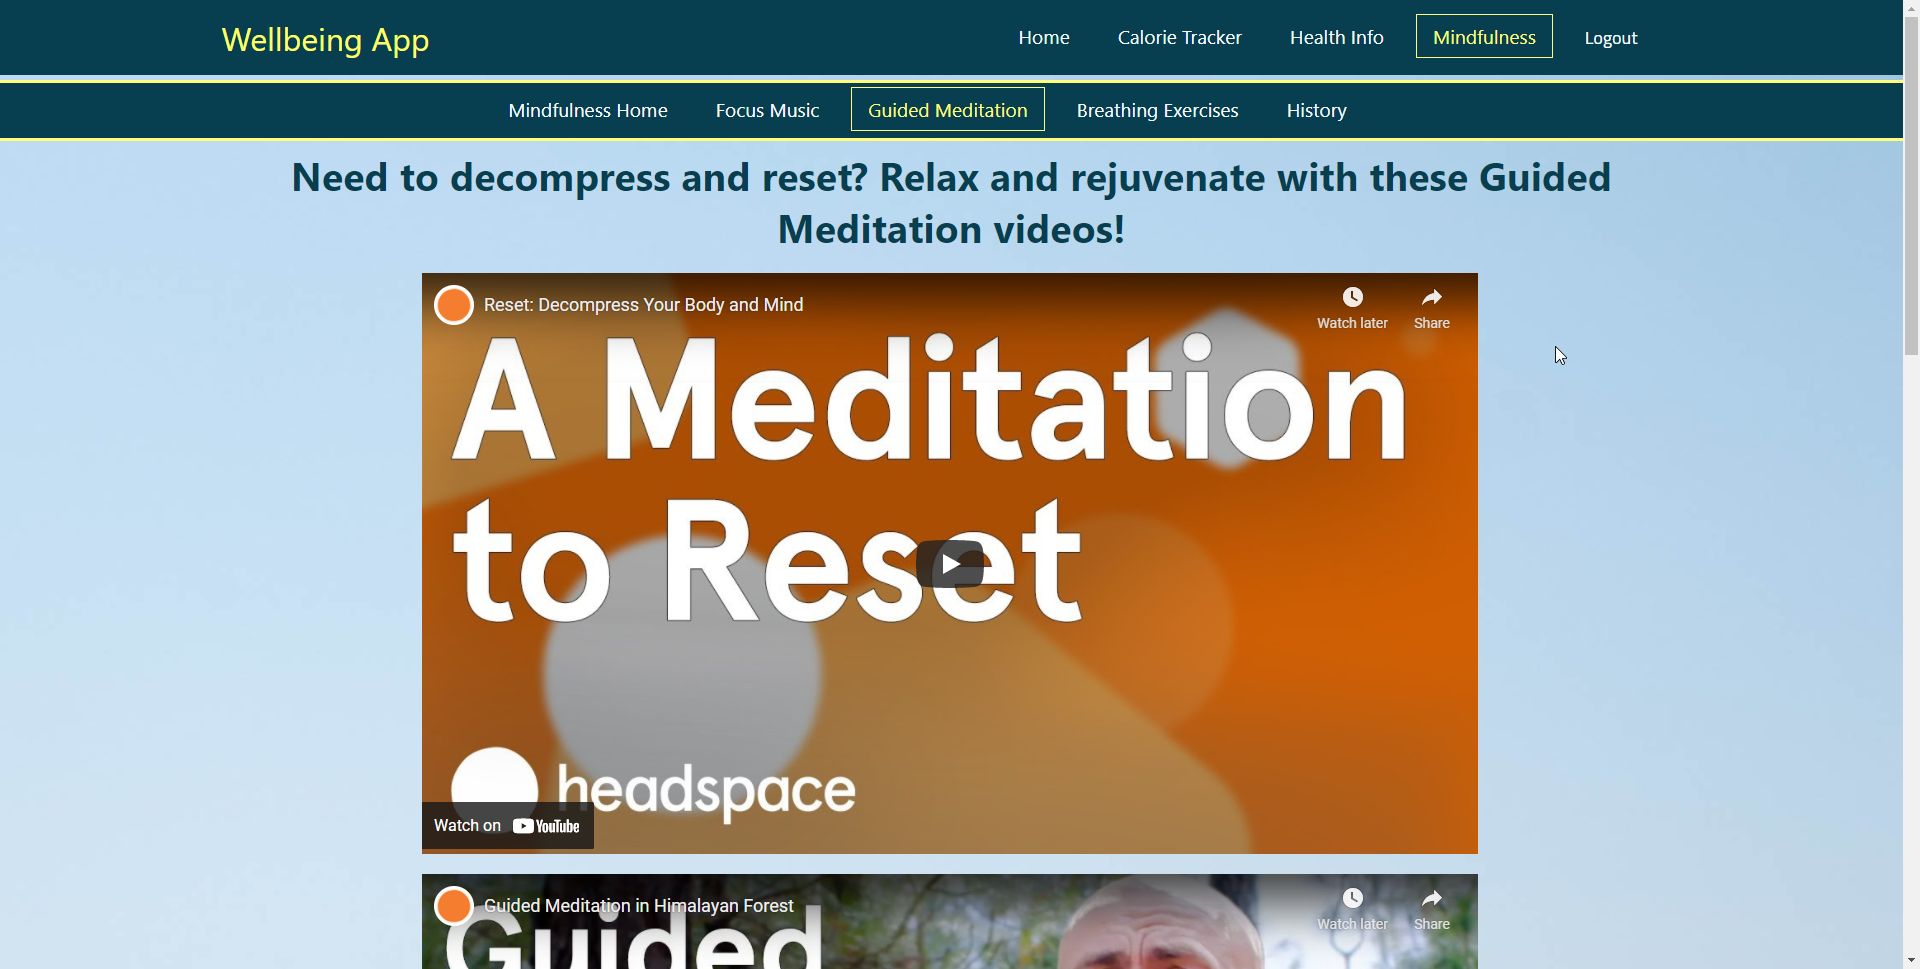 Wellbeing App
Home Calorie Tracker Health Info Mindfulness Logout
Mindfulness Home Focus Music Guided Meditation Breathing Exercises History
Need to decompress and reset? Relax and rejuvenate with these Guided
Meditation videos!
Reset: Decompress Your Body and Mind
Watch later Share
A Meditation
to Reset
headspace
Watch on YouTube
Guided Meditation in Himalayan Forest
Watch later Share
Guided